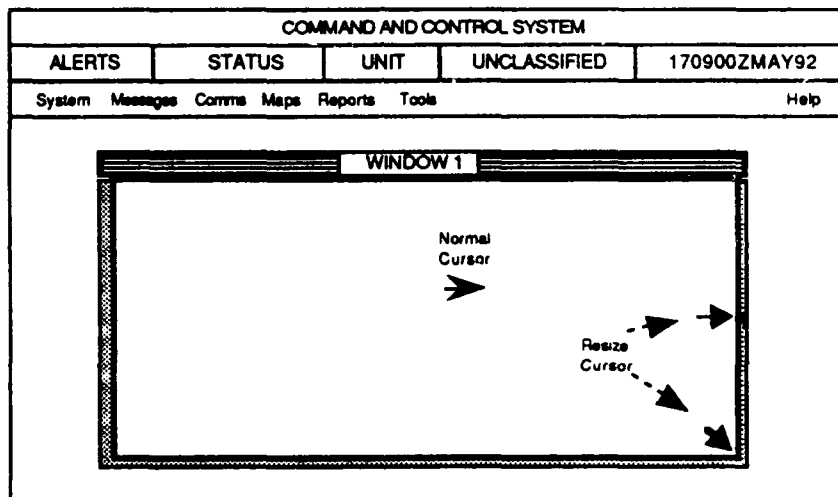 COMMAND AND CONTROL SYSTEM
ALERTS STATUS UNIT UNCLASSIFIED 170900ZMAY92
System Messages Comms Maps Reports Tools Help
WINDOW 1
Normal
Cursor
Resize
Cursor